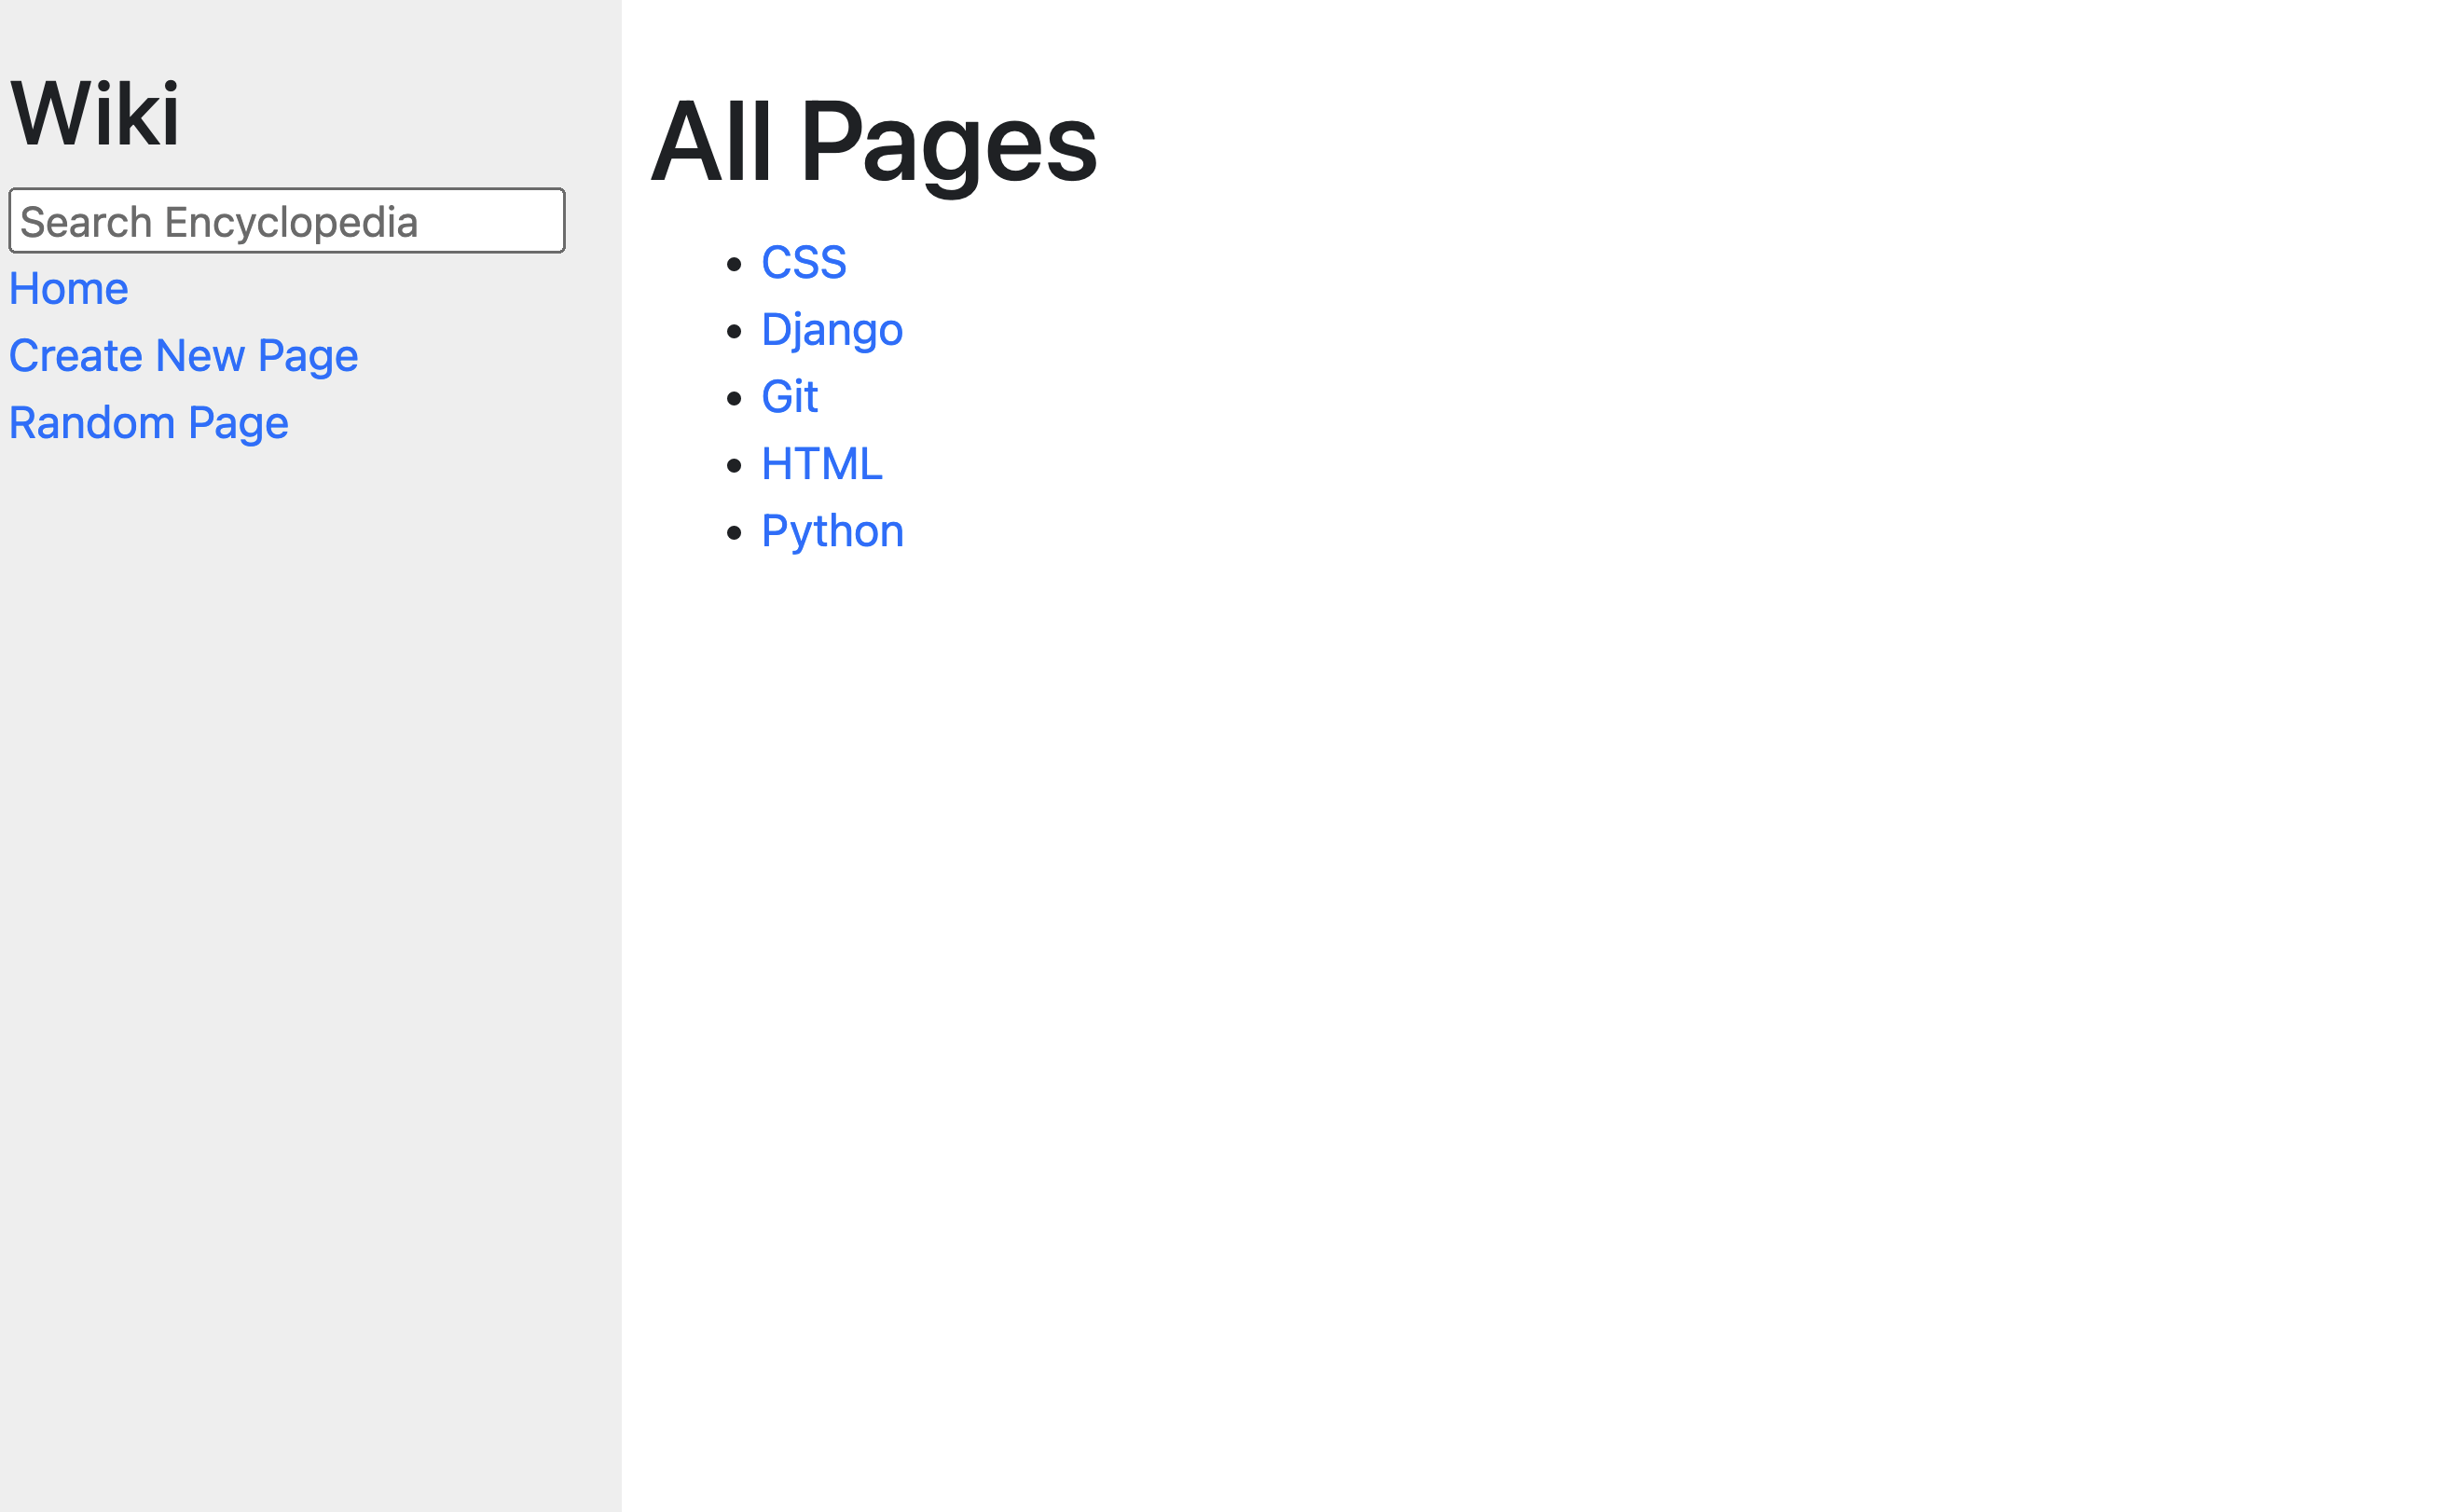 Wiki
Search Encyclopedia
Home
Create New Page
Random Page
All Pages
CSS
Django
Git
HTML
Python